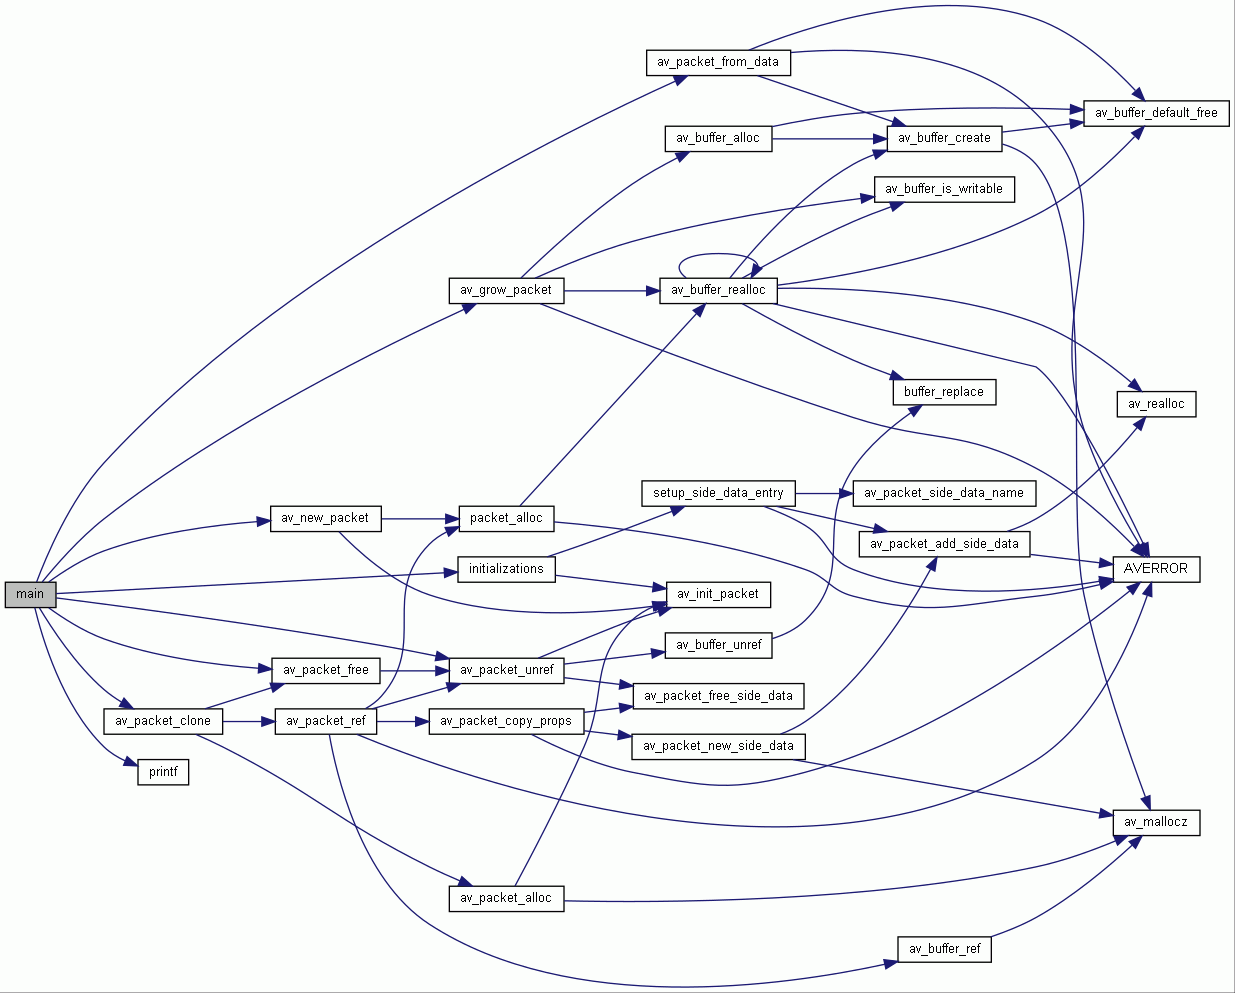 av_packet_from_data
av_buffer_default_free
av_buffer_alloc
av_buffer_create
av_buffer_is_writable
av_grow_packet
av_buffer_realloc
buffer_replace
av_realloc
setup_side_data_entry
av_packet_side_data_name
av_new_packet
packet_alloc
av_packet_add_side_data
initializations
AVERROR
main
av_init_packet
av_buffer_unref
av_packet_free
av_packet_unref
av_packet_free_side_data
av_packet_clone
av_packet_ref
av_packet_copy_props
av_packet_new_side_data
printf
av_mallocz
av_packet_alloc
av_buffer_ref